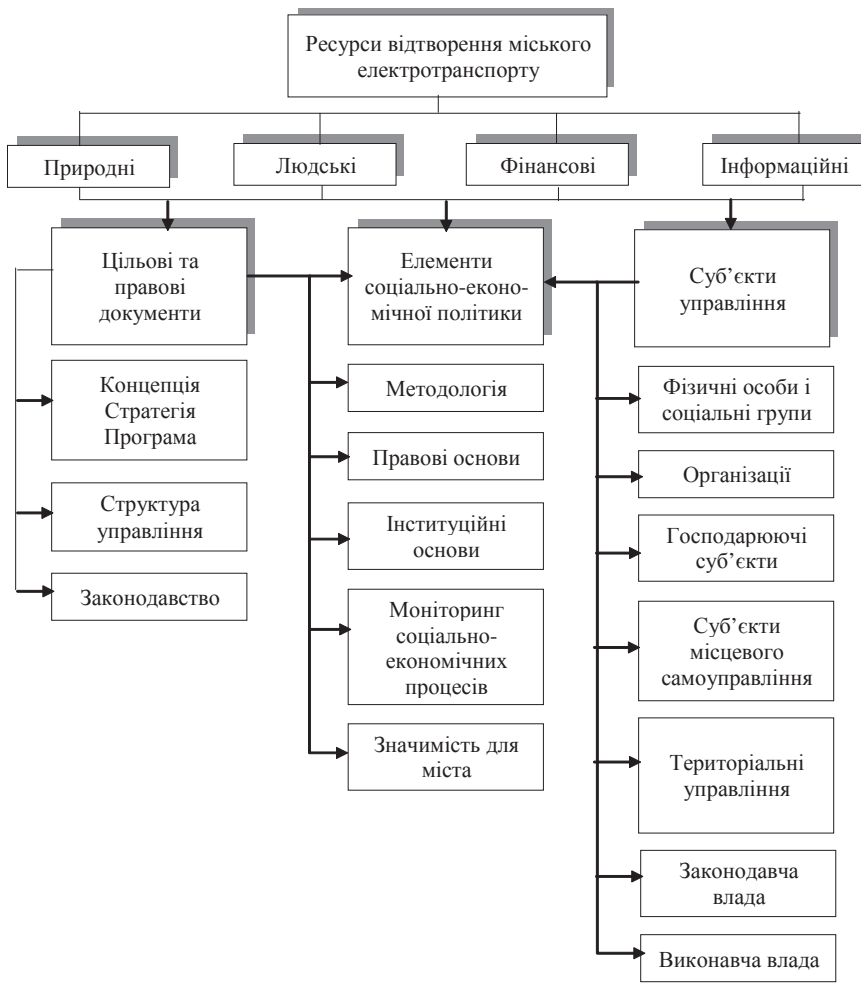 Ресурси відтворення міського
електротранспорту
Природні
Людські
Фінансові
Інформаційні
Цільові та
правові
документи
Концепція
Стратегія
Програма
Структура
управління
Законодавство
Елементи
соціально-еконо-
мічної політики
Методологія
Правові основи
Інституційні
основи
Моніторинг
соціально-
економічних
процесів
Значимість для
міста
Суб’єкти
управління
Фізичні особи і
соціальні групи
Організації
Господарюючі
суб’єкти
Суб’єкти
місцевого
самоуправління
Територіальні
управління
Законодавча
влада
Виконавча влада